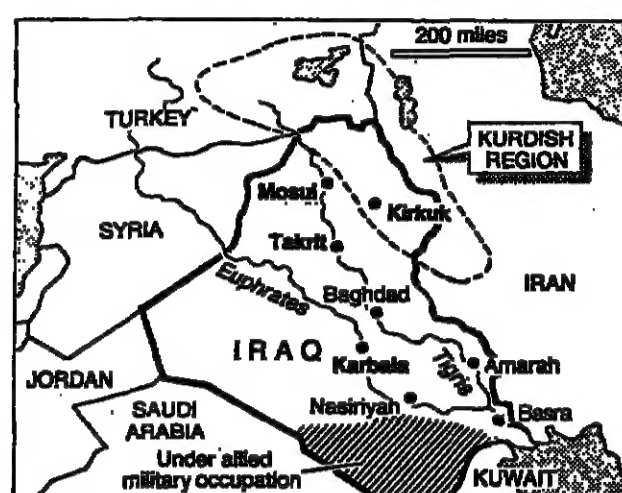 200 miles
TURKEY
KURDISH
REGION
Mosul
Kirkuk
SYRIA
Takrit
IRAN
Euphrates
Baghdad
IRAQ
Karbala
Tigris
Amarah
JORDAN
Nasiriyah
Basra
SAUDI
ARABIA
Under allied
military occupation
KUWAIT